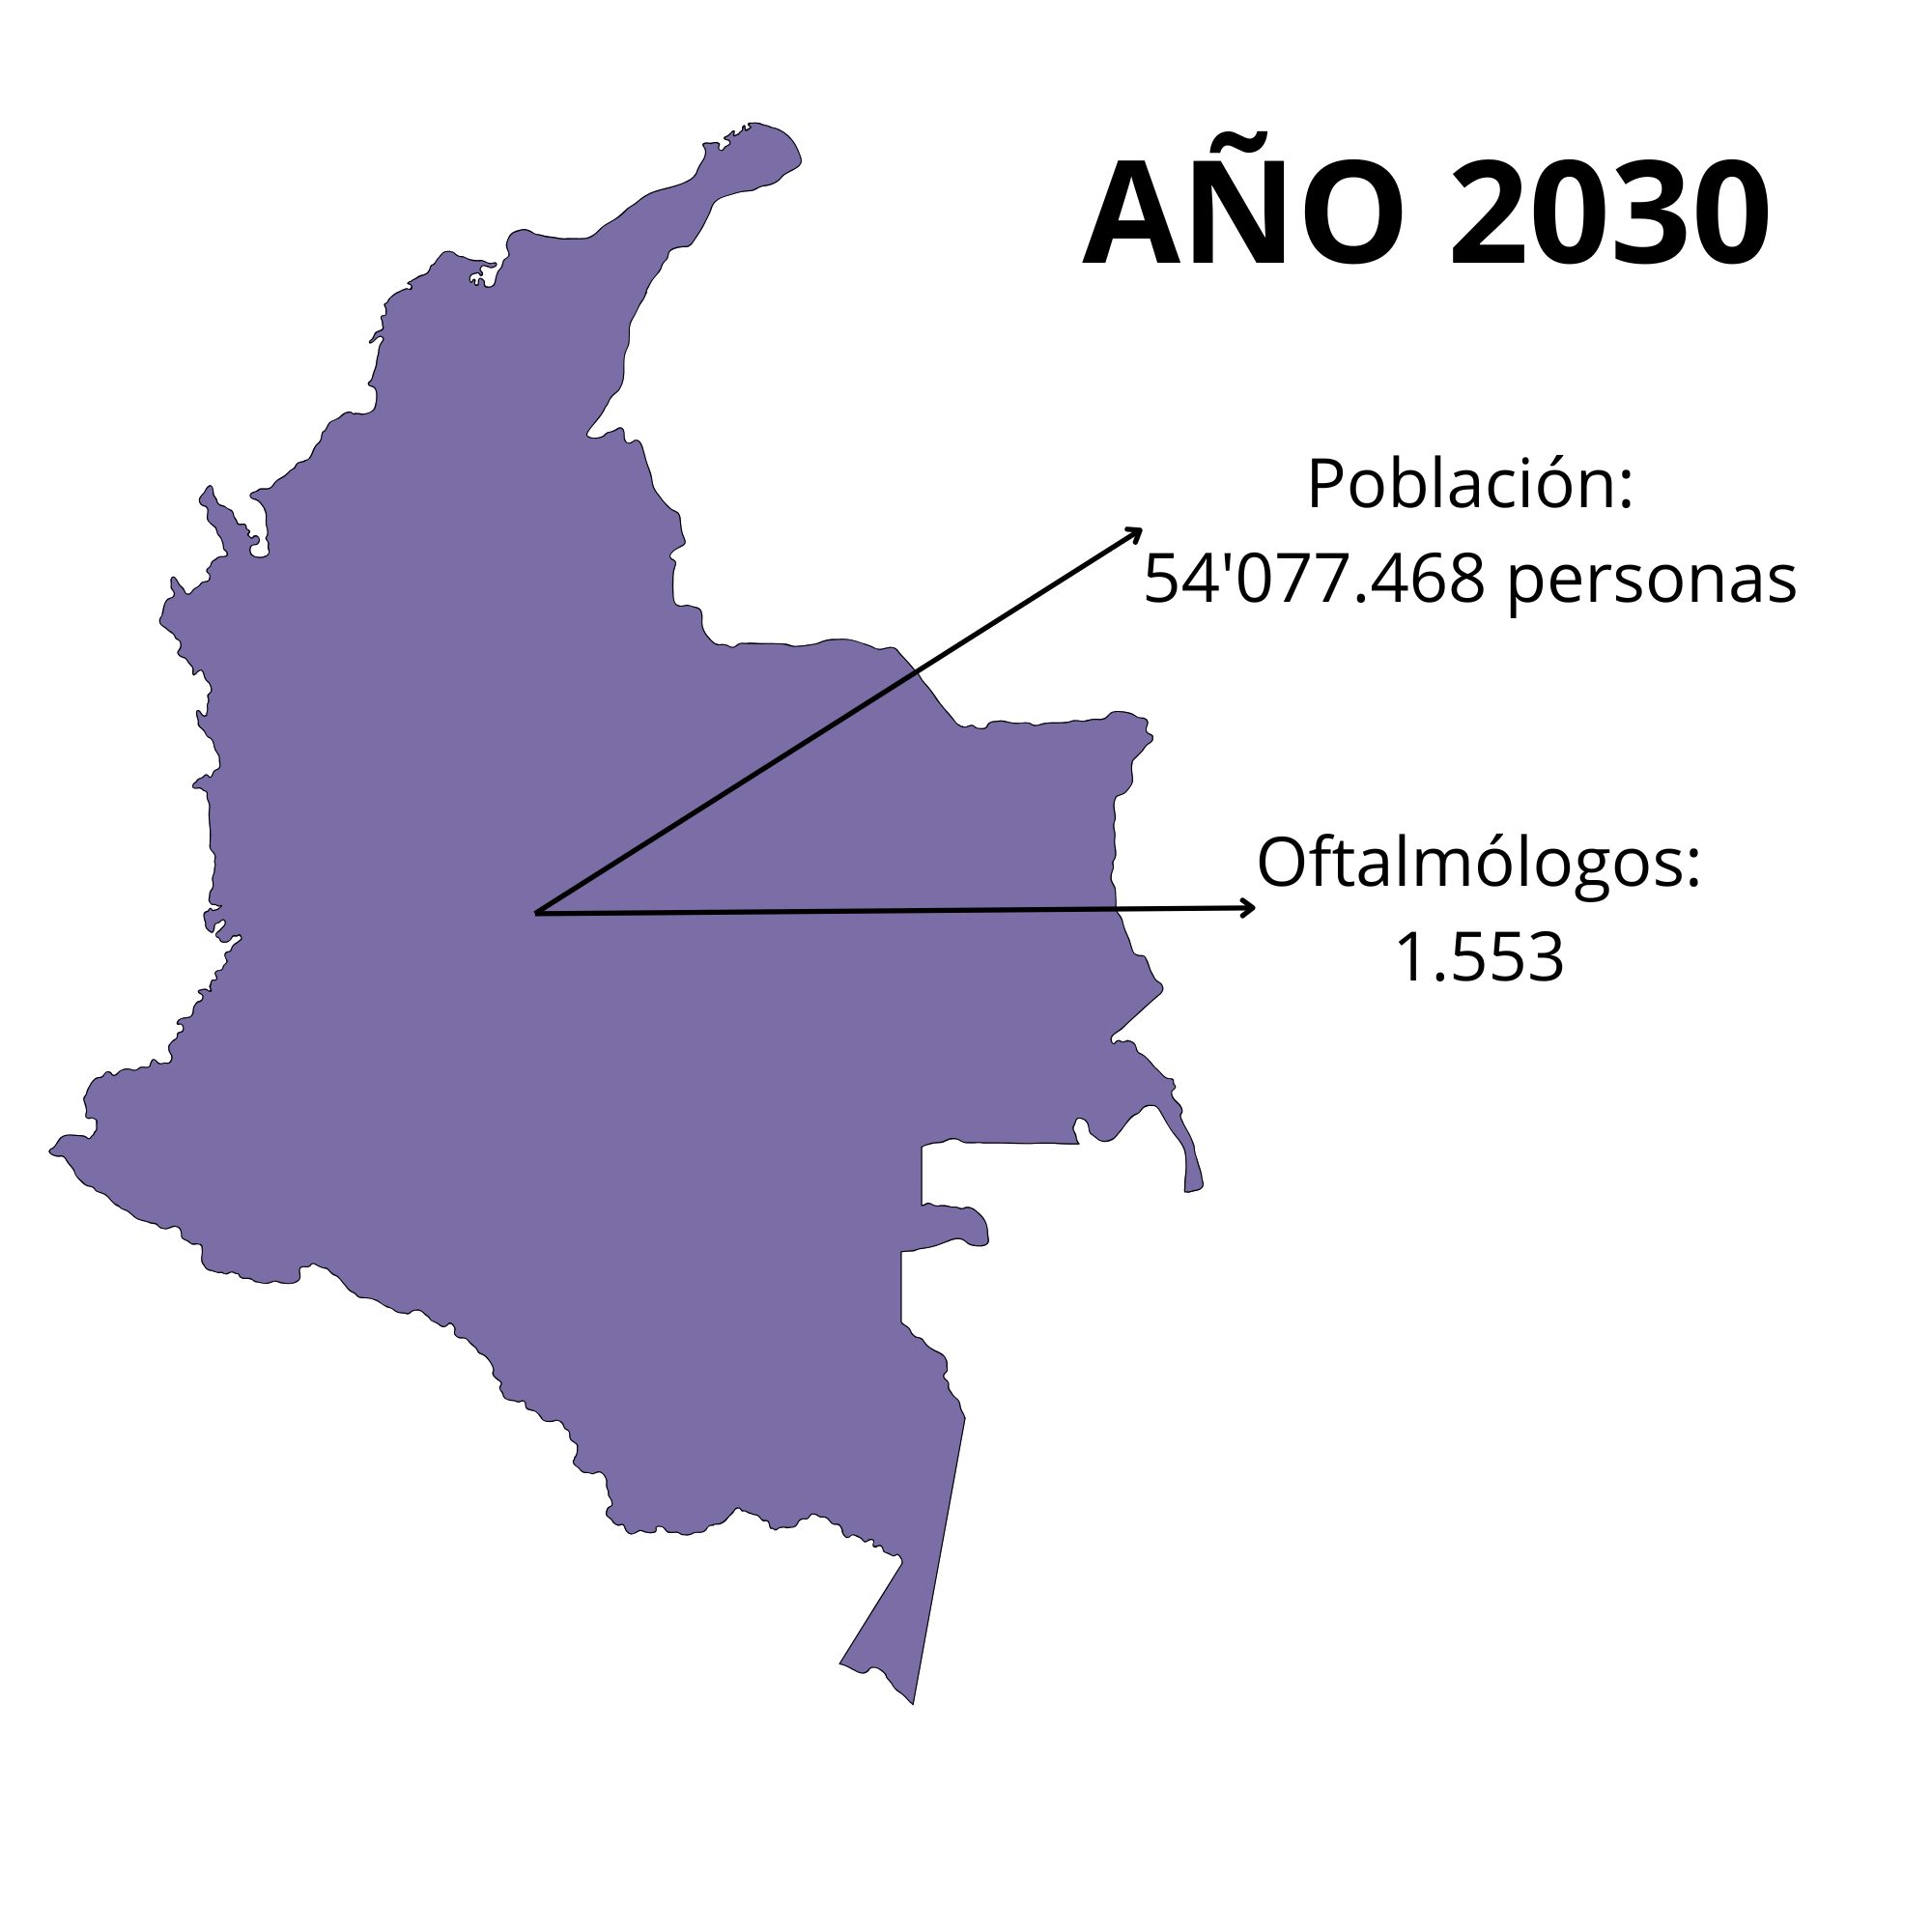 AÑO 2030
Población:
54'077.468 personas
Oftalmólogos:
1.553